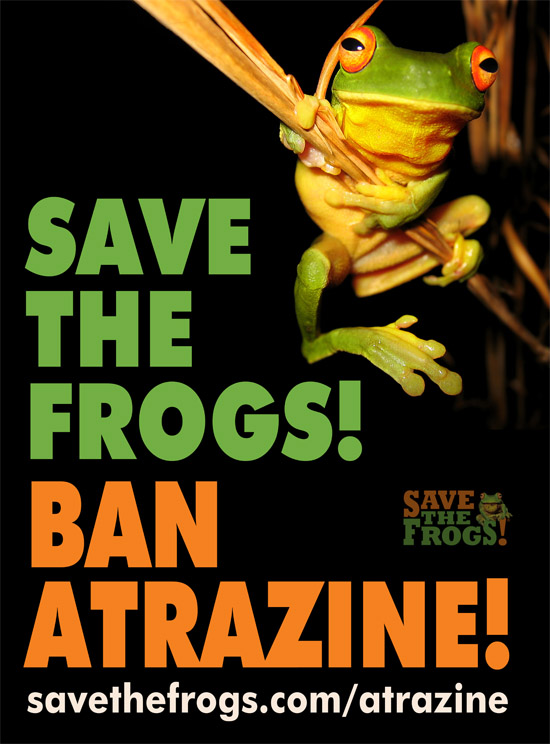 SAVE
THE
FROGS!
BAN
ATRAZINE!
SAVE
THE
FROGS!
savethefrogs.com/atrazine